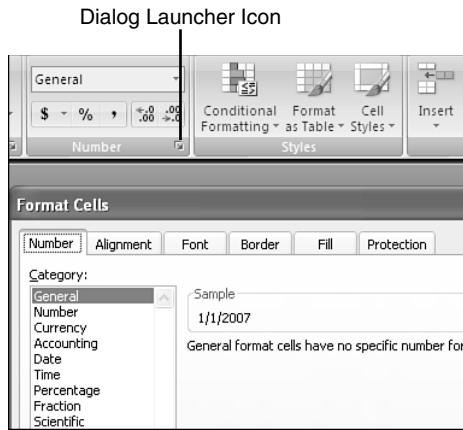 Dialog Launcher Icon
General
$ % , .0 .00 .00 .0
Conditional Formatting
Format as Table
Cell Styles
Insert
Number
Styles
Format Cells
Number Alignment Font Border Fill Protection
Category:
General
Number
Currency
Accounting
Date
Time
Percentage
Fraction
Scientific
Sample
1/1/2007
General format cells have no specific number for